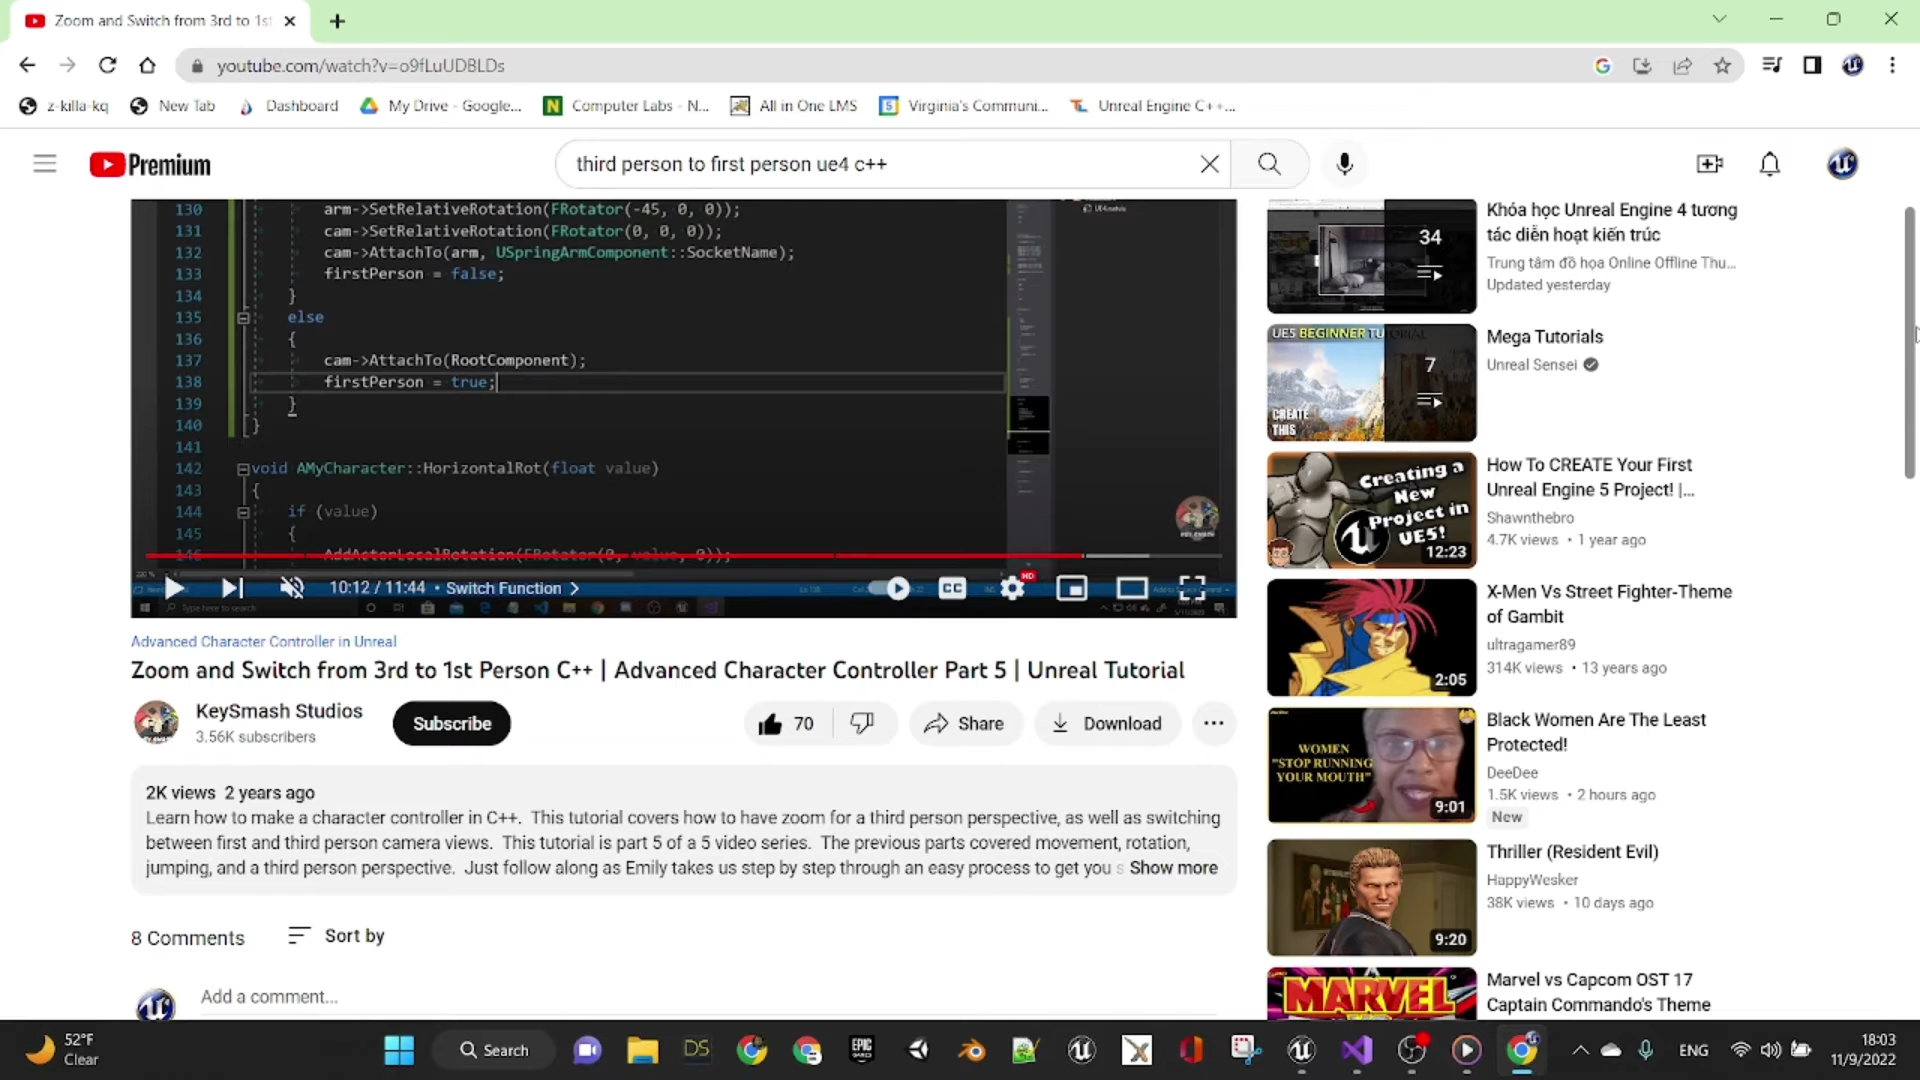 Zoom and Switch from 3rd to 1st
youtube.com/watch?v=o9fLuUDBLDs
z-killa-kq
New Tab
Dashboard
My Drive - Google...
Computer Labs - N...
All in One LMS
Virginia's Communi...
Unreal Engine C++...
Premium
third person to first person ue4 c++
130 arm->SetRelativeRotation(FRotator(-45, 0, 0));
131 cam->SetRelativeRotation(FRotator(0, 0, 0));
132 cam->AttachTo(arm, USpringArmComponent::SocketName);
133 firstPerson = false;
134 }
135 else
136 {
137 cam->AttachTo(RootComponent);
138 firstPerson = true;
139 }
140 }
141
142 void AMyCharacter::HorizontalRot(float value)
143 {
144 if (value)
145 {
146 AddActorLocalRotation(FRotator(0, value, 0));
10:12 / 11:44 • Switch Function >
CC
HD
Type here to search
Advanced Character Controller in Unreal
Zoom and Switch from 3rd to 1st Person C++ | Advanced Character Controller Part 5 | Unreal Tutorial
KeySmash Studios
3.56K subscribers
Subscribe
70
Share
Download
2K views 2 years ago
Learn how to make a character controller in C++. This tutorial covers how to have zoom for a third person perspective, as well as switching
between first and third person camera views. This tutorial is part 5 of a 5 video series. The previous parts covered movement, rotation,
jumping, and a third person perspective. Just follow along as Emily takes us step by step through an easy process to get you s Show more
8 Comments
Sort by
Add a comment...
34
Khóa học Unreal Engine 4 tương
tác diễn hoạt kiến trúc
Trung tâm đồ họa Online Offline Thu...
Updated yesterday
UE5 BEGINNER TU
CREATE
THIS
7
Mega Tutorials
Unreal Sensei
Creating a
New
Project in
UE5!
12:23
How To CREATE Your First
Unreal Engine 5 Project! |...
Shawnthebro
4.7K views • 1 year ago
2:05
X-Men Vs Street Fighter-Theme
of Gambit
ultragamer89
314K views • 13 years ago
WOMEN
"STOP RUNNING
YOUR MOUTH"
9:01
Black Women Are The Least
Protected!
DeeDee
1.5K views • 2 hours ago
New
9:20
Thriller (Resident Evil)
HappyWesker
38K views • 10 days ago
MARVEL
Marvel vs Capcom OST 17
Captain Commando's Theme
52°F
Clear
Search
DS
EPIC
GAMES
ENG
18:03
11/9/2022